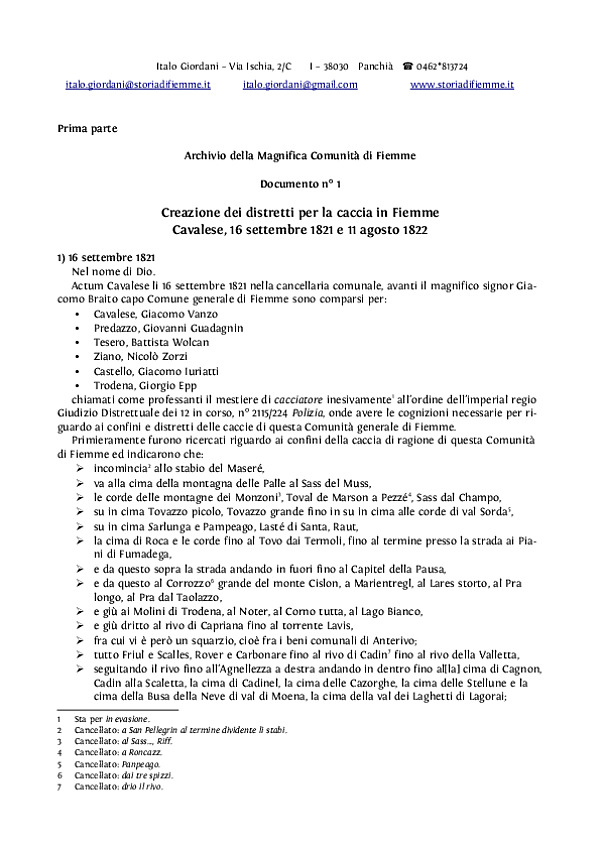 Italo Giordani – Via Ischia, 2/C I – 38030 Panchià ☎ 0462*813724
italo.giordani@storiadifiemme.it italo.giordani@gmail.com www.storiadifiemme.it
Prima parte
Archivio della Magnifica Comunità di Fiemme
Documento n° 1
Creazione dei distretti per la caccia in Fiemme
Cavalese, 16 settembre 1821 e 11 agosto 1822
1) 16 settembre 1821
Nel nome di Dio.
Actum Cavalese li 16 settembre 1821 nella cancellaria comunale, avanti il magnifico signor Gia-
como Braito capo Comune generale di Fiemme sono comparsi per:
• Cavalese, Giacomo Vanzo
• Predazzo, Giovanni Guadagnin
• Tesero, Battista Wolcan
• Ziano, Nicolò Zorzi
• Castello, Giacomo Iuriatti
• Trodena, Giorgio Epp
chiamati come professanti il mestiere di cacciatore inesivamente¹ all'ordine dell'imperial regio
Giudizio Distrettuale dei 12 in corso, n° 2115/224 Polizia, onde avere le cognizioni necessarie per ri-
guardo ai confini e distretti delle caccie di questa Comunità generale di Fiemme.
Primieramente furono ricercati riguardo ai confini della caccia di ragione di questa Comunità
di Fiemme ed indicarono che:
➢ incomincia² allo stabio del Maseré,
➢ va alla cima della montagna delle Palle al Sass del Muss,
➢ le corde delle montagne dei Monzoni³, Toval de Marson a Pezzé⁴, Sass dal Champo,
➢ su in cima Tovazzo picolo, Tovazzo grande fino in su in cima alle corde di val Sorda⁵,
➢ su in cima Sarlunga e Pampeago, Lasté di Santa, Raut,
➢ la cima di Roca e le corde fino al Tovo dai Termoli, fino al termine presso la strada ai Pia-
ni di Fumadega,
➢ e da questo sopra la strada andando in fuori fino al Capitel della Pausa,
➢ e da questo al Corrozzo⁶ grande del monte Cislon, a Marientregl, al Lares storto, al Pra
longo, al Pra dal Taolazzo,
➢ e giù ai Molini di Trodena, al Noter, al Corno tutta, al Lago Bianco,
➢ e giù dritto al rivo di Capriana fino al torrente Lavis,
➢ fra cui vi è però un squarzio, cioè fra i beni comunali di Anterivo;
➢ tutto Friul e Scalles, Rover e Carbonare fino al rivo di Cadin⁷ fino al rivo della Valletta,
➢ seguitando il rivo fino all'Agnellezza a destra andando in dentro fino al[la] cima di Cagnon,
Cadin alla Scaletta, la cima di Cadinel, la cima delle Cazorghe, la cima delle Stellune e la
cima della Busa della Neve di val di Moena, la cima della val dei Laghetti di Lagorai;
1 Sta per in evasione.
2 Cancellato: a San Pellegrin al termine dividente li stabi.
3 Cancellato: al Sass..., Riff.
4 Cancellato: a Roncazz.
5 Cancellato: Panpeago.
6 Cancellato: dai tre spizzi.
7 Cancellato: drio il rivo.